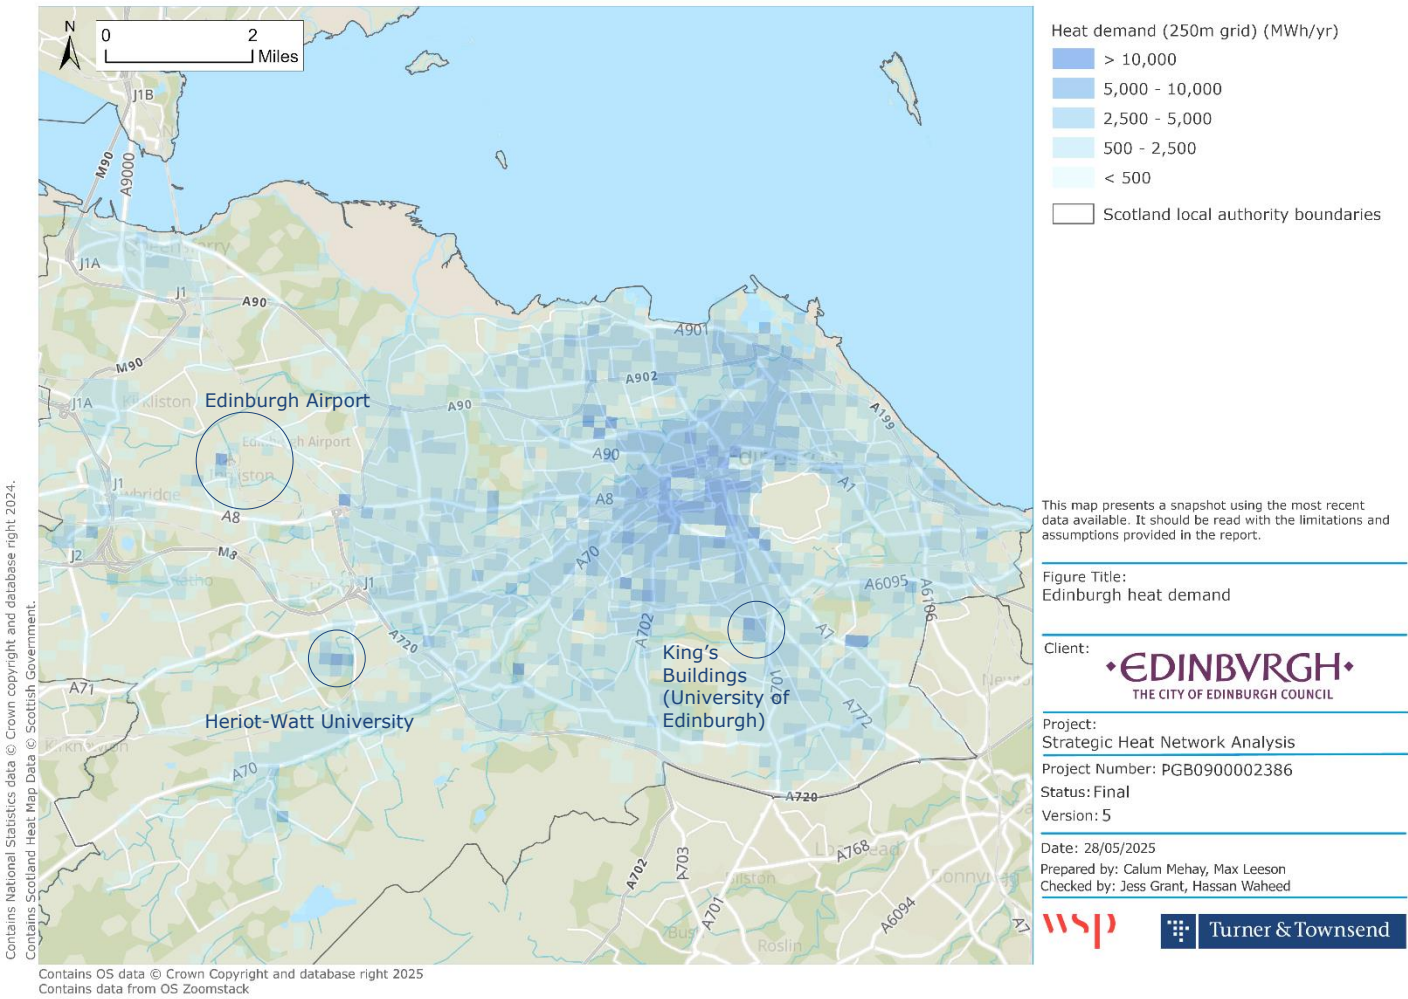 N
0 2
Miles
J1B
M90
A9000
J1A
J1
A90
M90
J1A
Kirkliston
Edinburgh Airport
Edinburgh Airport
Ingliston
J1
A8
J2
M8
Ratho
J1
A720
Heriot-Watt University
A71
A70
A901
A902
A90
A90
A199
A8
A1
A70
A6095
A6106
A702
A7
King's
Buildings
(University of
Edinburgh)
A701
A772
A720
A702
A703
A768
A701
A6094
A7
Roslin
Heat demand (250m grid) (MWh/yr)
> 10,000
5,000 - 10,000
2,500 - 5,000
500 - 2,500
< 500
Scotland local authority boundaries
This map presents a snapshot using the most recent
data available. It should be read with the limitations and
assumptions provided in the report.
Figure Title:
Edinburgh heat demand
Client:
•EDINBVRGH•
THE CITY OF EDINBURGH COUNCIL
Project:
Strategic Heat Network Analysis
Project Number: PGB0900002386
Status: Final
Version: 5
Date: 28/05/2025
Prepared by: Calum Mehay, Max Leeson
Checked by: Jess Grant, Hassan Waheed
wsp
Turner & Townsend
Contains National Statistics data © Crown copyright and database right 2024.
Contains Scotland Heat Map Data © Scottish Government.
Contains OS data © Crown Copyright and database right 2025
Contains data from OS Zoomstack